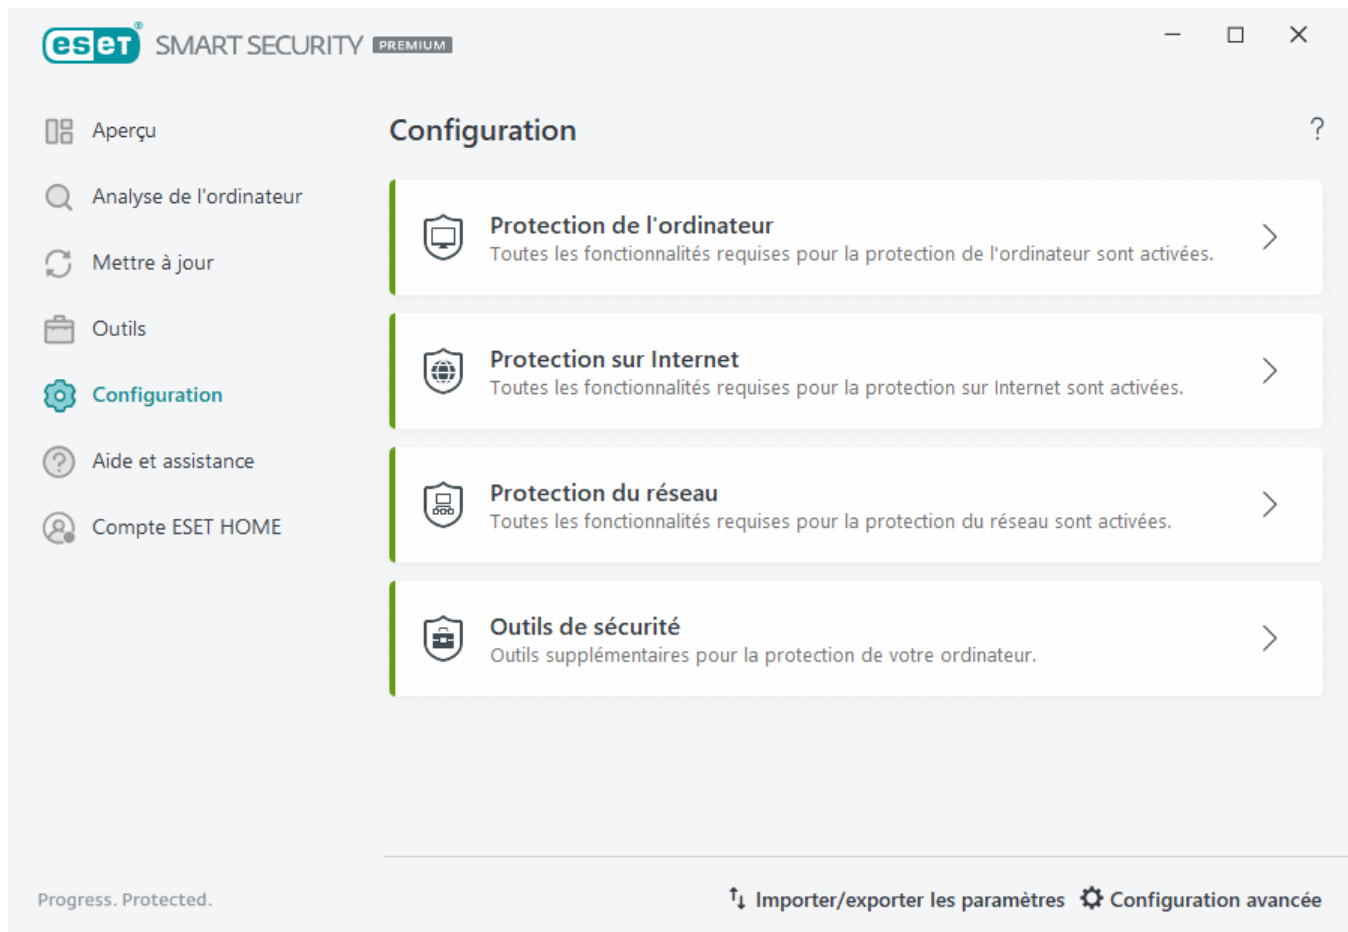 eset® SMART SECURITY PREMIUM
Aperçu
Analyse de l'ordinateur
Mettre à jour
Outils
Configuration
Aide et assistance
Compte ESET HOME
Configuration
?
Protection de l'ordinateur
Toutes les fonctionnalités requises pour la protection de l'ordinateur sont activées.
Protection sur Internet
Toutes les fonctionnalités requises pour la protection sur Internet sont activées.
Protection du réseau
Toutes les fonctionnalités requises pour la protection du réseau sont activées.
Outils de sécurité
Outils supplémentaires pour la protection de votre ordinateur.
Progress. Protected.
Importer/exporter les paramètres
Configuration avancée